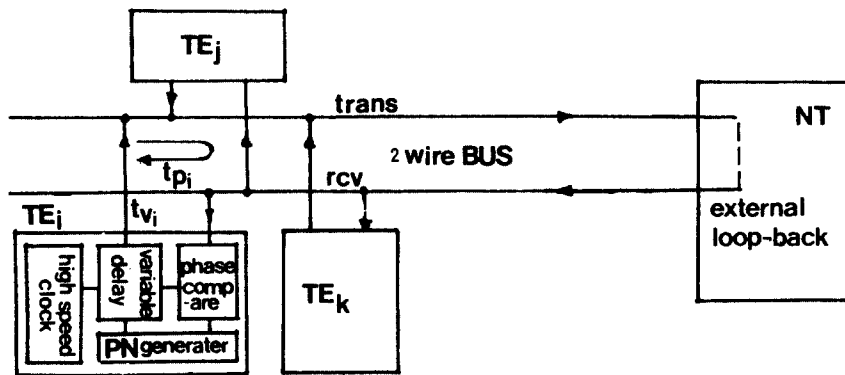 TEj
trans
NT
2 wire BUS
tpi
rcv
TEi
tvi
external
loop-back
high speed
clock
variable
delay
phase
comp
-are
PN generater
TEk